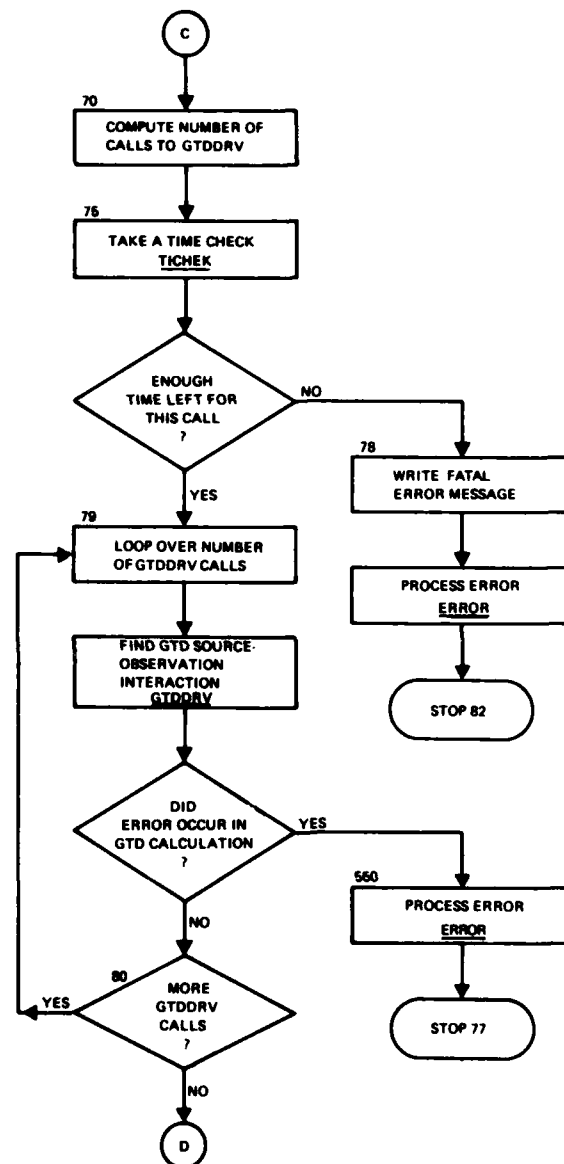 C
70
COMPUTE NUMBER OF
CALLS TO GTDDRV
75
TAKE A TIME CHECK
TICHEK
ENOUGH
TIME LEFT FOR
THIS CALL
?
NO
YES
78
WRITE FATAL
ERROR MESSAGE
PROCESS ERROR
ERROR
STOP 82
79
LOOP OVER NUMBER
OF GTDDRV CALLS
FIND GTD SOURCE-
OBSERVATION
INTERACTION
GTDDRV
DID
ERROR OCCUR IN
GTD CALCULATION
?
YES
NO
550
PROCESS ERROR
ERROR
STOP 77
80
MORE
GTDDRV
CALLS
?
YES
NO
D